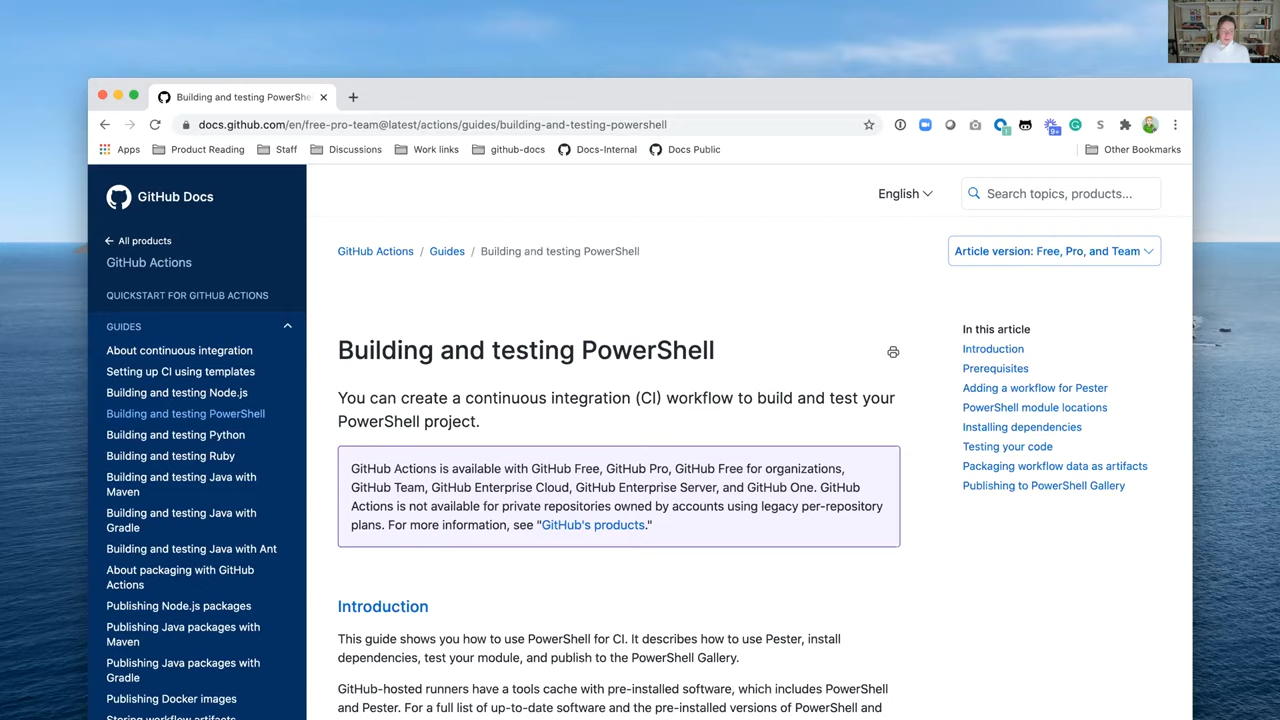 Building and testing PowerShe
docs.github.com/en/free-pro-team@latest/actions/guides/building-and-testing-powershell
1
9+
S
Apps
Product Reading
Staff
Discussions
Work links
github-docs
Docs-Internal
Docs Public
Other Bookmarks
GitHub Docs
All products
GitHub Actions
QUICKSTART FOR GITHUB ACTIONS
GUIDES
About continuous integration
Setting up CI using templates
Building and testing Node.js
Building and testing PowerShell
Building and testing Python
Building and testing Ruby
Building and testing Java with
Maven
Building and testing Java with
Gradle
Building and testing Java with Ant
About packaging with GitHub
Actions
Publishing Node.js packages
Publishing Java packages with
Maven
Publishing Java packages with
Gradle
Publishing Docker images
Storing workflow artifacts
English
Search topics, products...
GitHub Actions / Guides / Building and testing PowerShell
Article version: Free, Pro, and Team
Building and testing PowerShell
You can create a continuous integration (CI) workflow to build and test your
PowerShell project.
GitHub Actions is available with GitHub Free, GitHub Pro, GitHub Free for organizations,
GitHub Team, GitHub Enterprise Cloud, GitHub Enterprise Server, and GitHub One. GitHub
Actions is not available for private repositories owned by accounts using legacy per-repository
plans. For more information, see "GitHub's products."
Introduction
This guide shows you how to use PowerShell for CI. It describes how to use Pester, install
dependencies, test your module, and publish to the PowerShell Gallery.
GitHub-hosted runners have a tools cache with pre-installed software, which includes PowerShell
and Pester. For a full list of up-to-date software and the pre-installed versions of PowerShell and
In this article
Introduction
Prerequisites
Adding a workflow for Pester
PowerShell module locations
Installing dependencies
Testing your code
Packaging workflow data as artifacts
Publishing to PowerShell Gallery